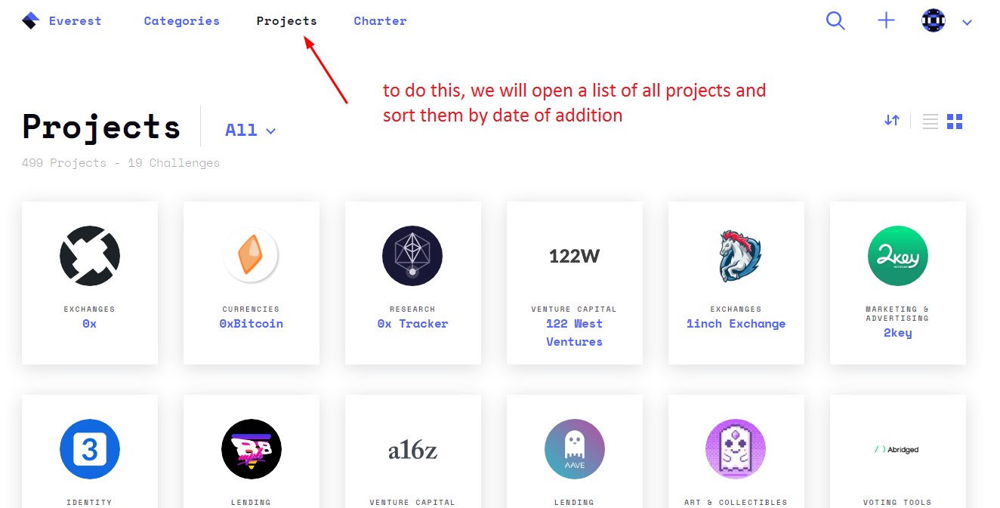 Everest Categories Projects Charter
to do this, we will open a list of all projects and
sort them by date of addition
Projects All
499 Projects - 19 Challenges
122W
2key
NETWORK
EXCHANGES
0x
CURRENCIES
0xBitcoin
RESEARCH
0x Tracker
VENTURE CAPITAL
122 West
Ventures
EXCHANGES
1inch Exchange
MARKETING &
ADVERTISING
2key
3
88
mph
a16z
AAVE
Abridged
LENDING
IDENTITY
LENDING
VENTURE CAPITAL
ART & COLLECTIBLES
VOTING TOOLS